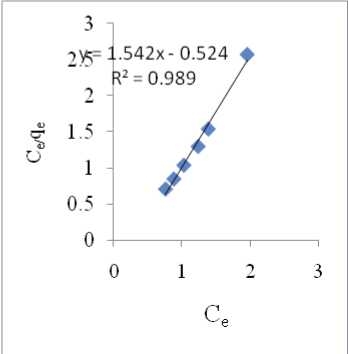 3
y = 1.542x - 0.524
2.5
R² = 0.989
2
1.5
Ce/qe
1
0.5
0
0 1 2 3
Ce